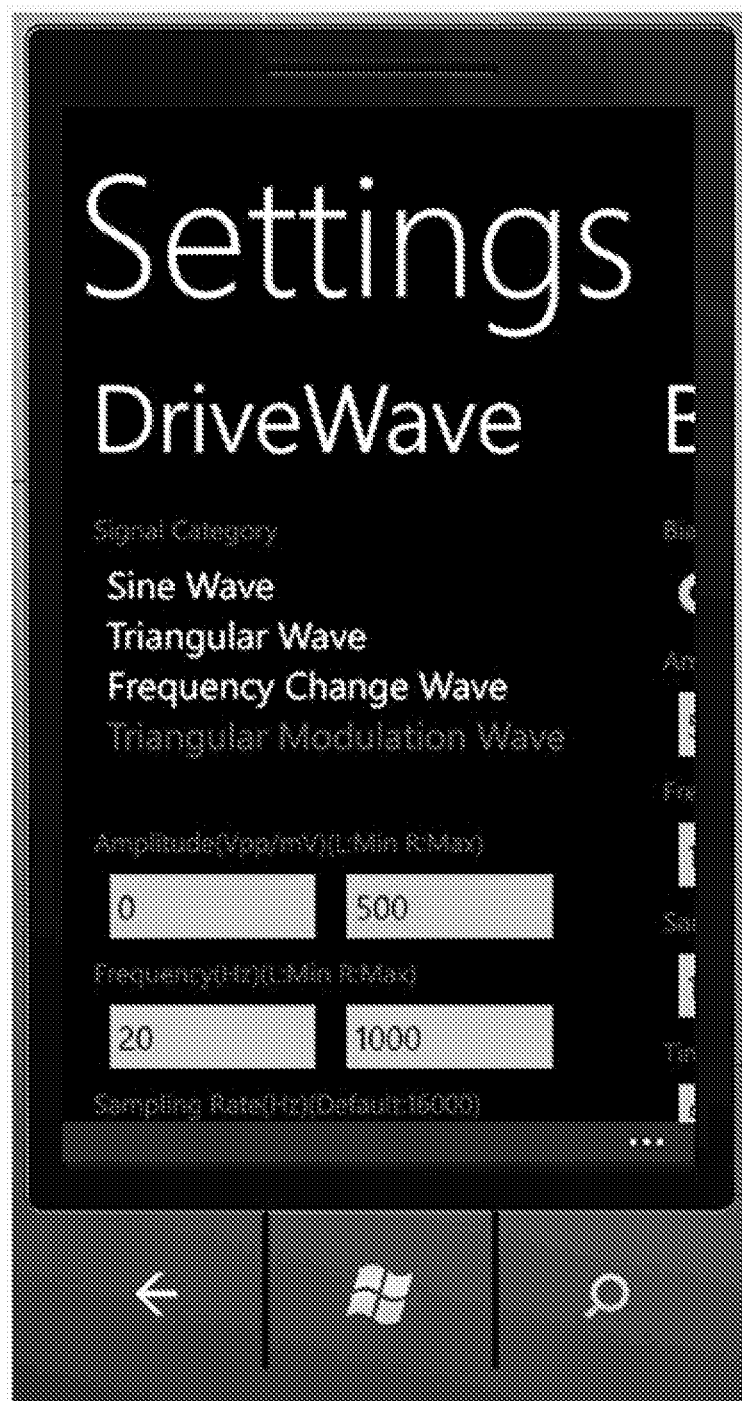 Settings
DriveWave
Signal Category
Sine Wave
Triangular Wave
Frequency Change Wave
Triangular Modulation Wave
Amplitude(Vpp/mV)(L:Min R:Max)
0 500
Frequency(Hz)(L:Min R:Max)
20 1000
Sampling Rate(Hz)(Default:16000)